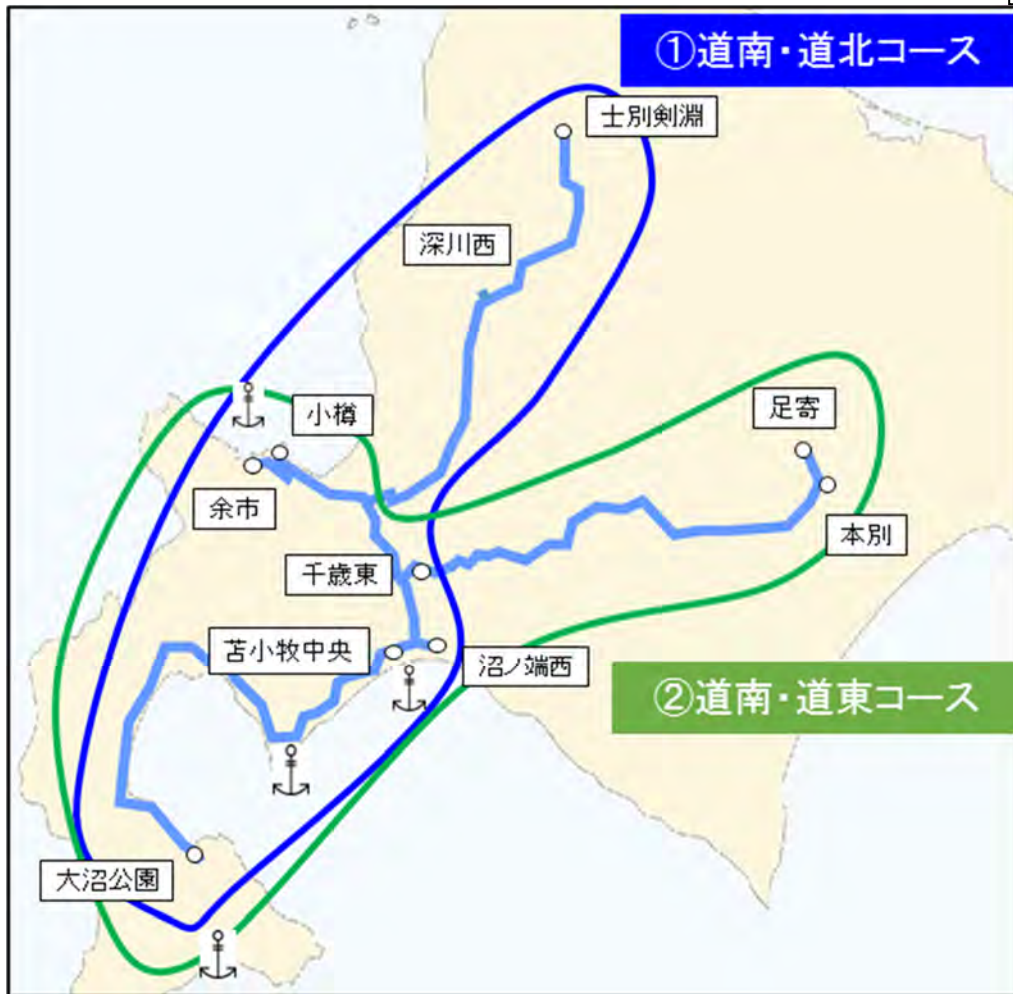 ①道南・道北コース
士別剣淵
深川西
小樽
足寄
余市
本別
千歳東
苫小牧中央
沼ノ端西
②道南・道東コース
大沼公園